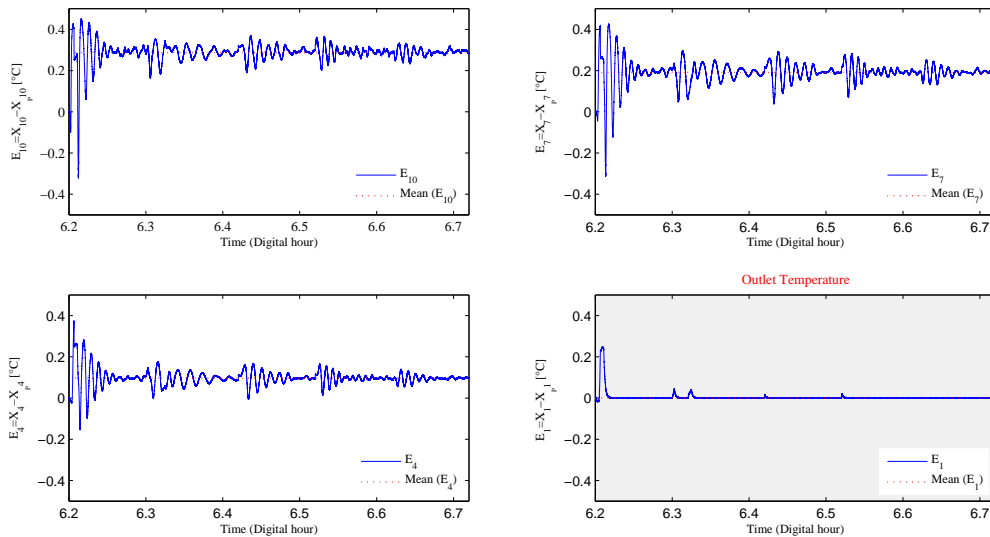 0.4
0.2
0
−0.2
−0.4
E10=X10−Xp10 [°C]
E10
Mean (E10)
6.2 6.3 6.4 6.5 6.6 6.7
Time (Digital hour)
0.4
0.2
0
−0.2
−0.4
E7=X7−Xp7 [°C]
E7
Mean (E7)
6.2 6.3 6.4 6.5 6.6 6.7
Time (Digital hour)
0.4
0.2
0
−0.2
−0.4
E4=X4−Xp4 [°C]
E4
Mean (E4)
6.2 6.3 6.4 6.5 6.6 6.7
Time (Digital hour)
Outlet Temperature
0.4
0.2
0
−0.2
−0.4
E1=X1−Xp1 [°C]
E1
Mean (E1)
6.2 6.3 6.4 6.5 6.6 6.7
Time (Digital hour)